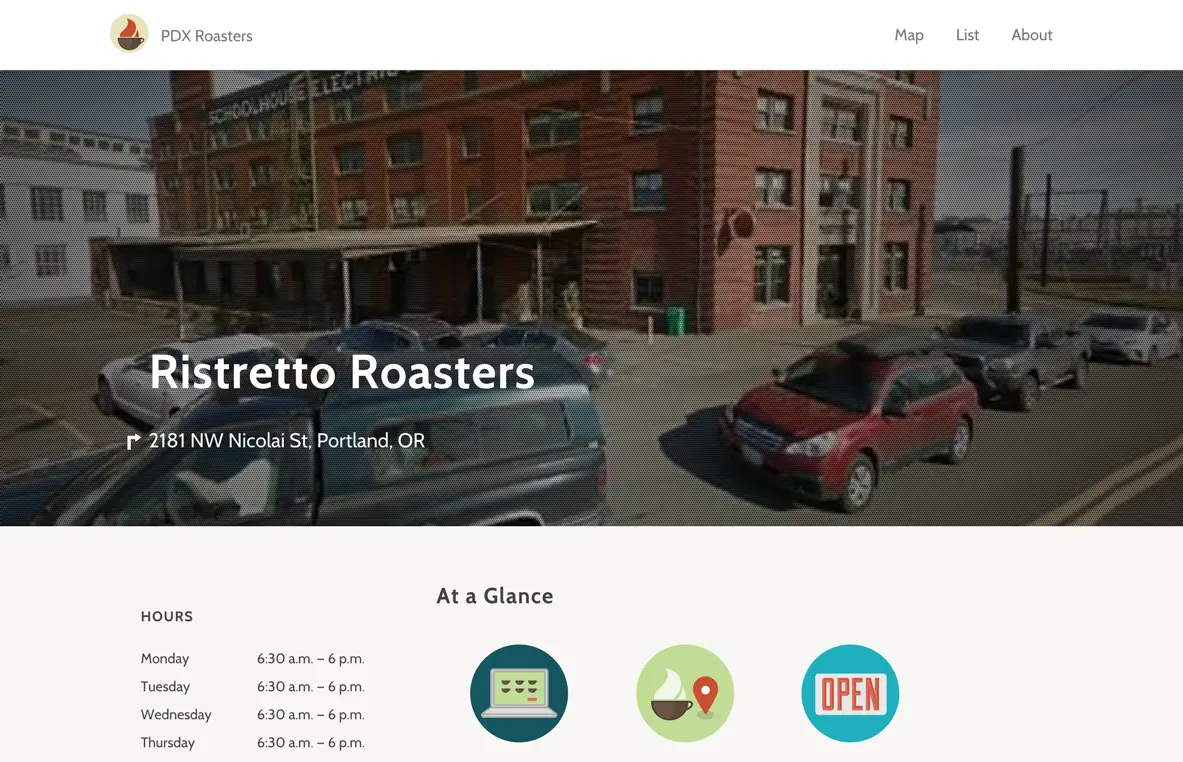 PDX Roasters
Map
List
About
SCHOOLHOUSE ELECTRIC
Ristretto Roasters
2181 NW Nicolai St, Portland, OR
At a Glance
HOURS
Monday 6:30 a.m. – 6 p.m.
Tuesday 6:30 a.m. – 6 p.m.
Wednesday 6:30 a.m. – 6 p.m.
Thursday 6:30 a.m. – 6 p.m.
OPEN